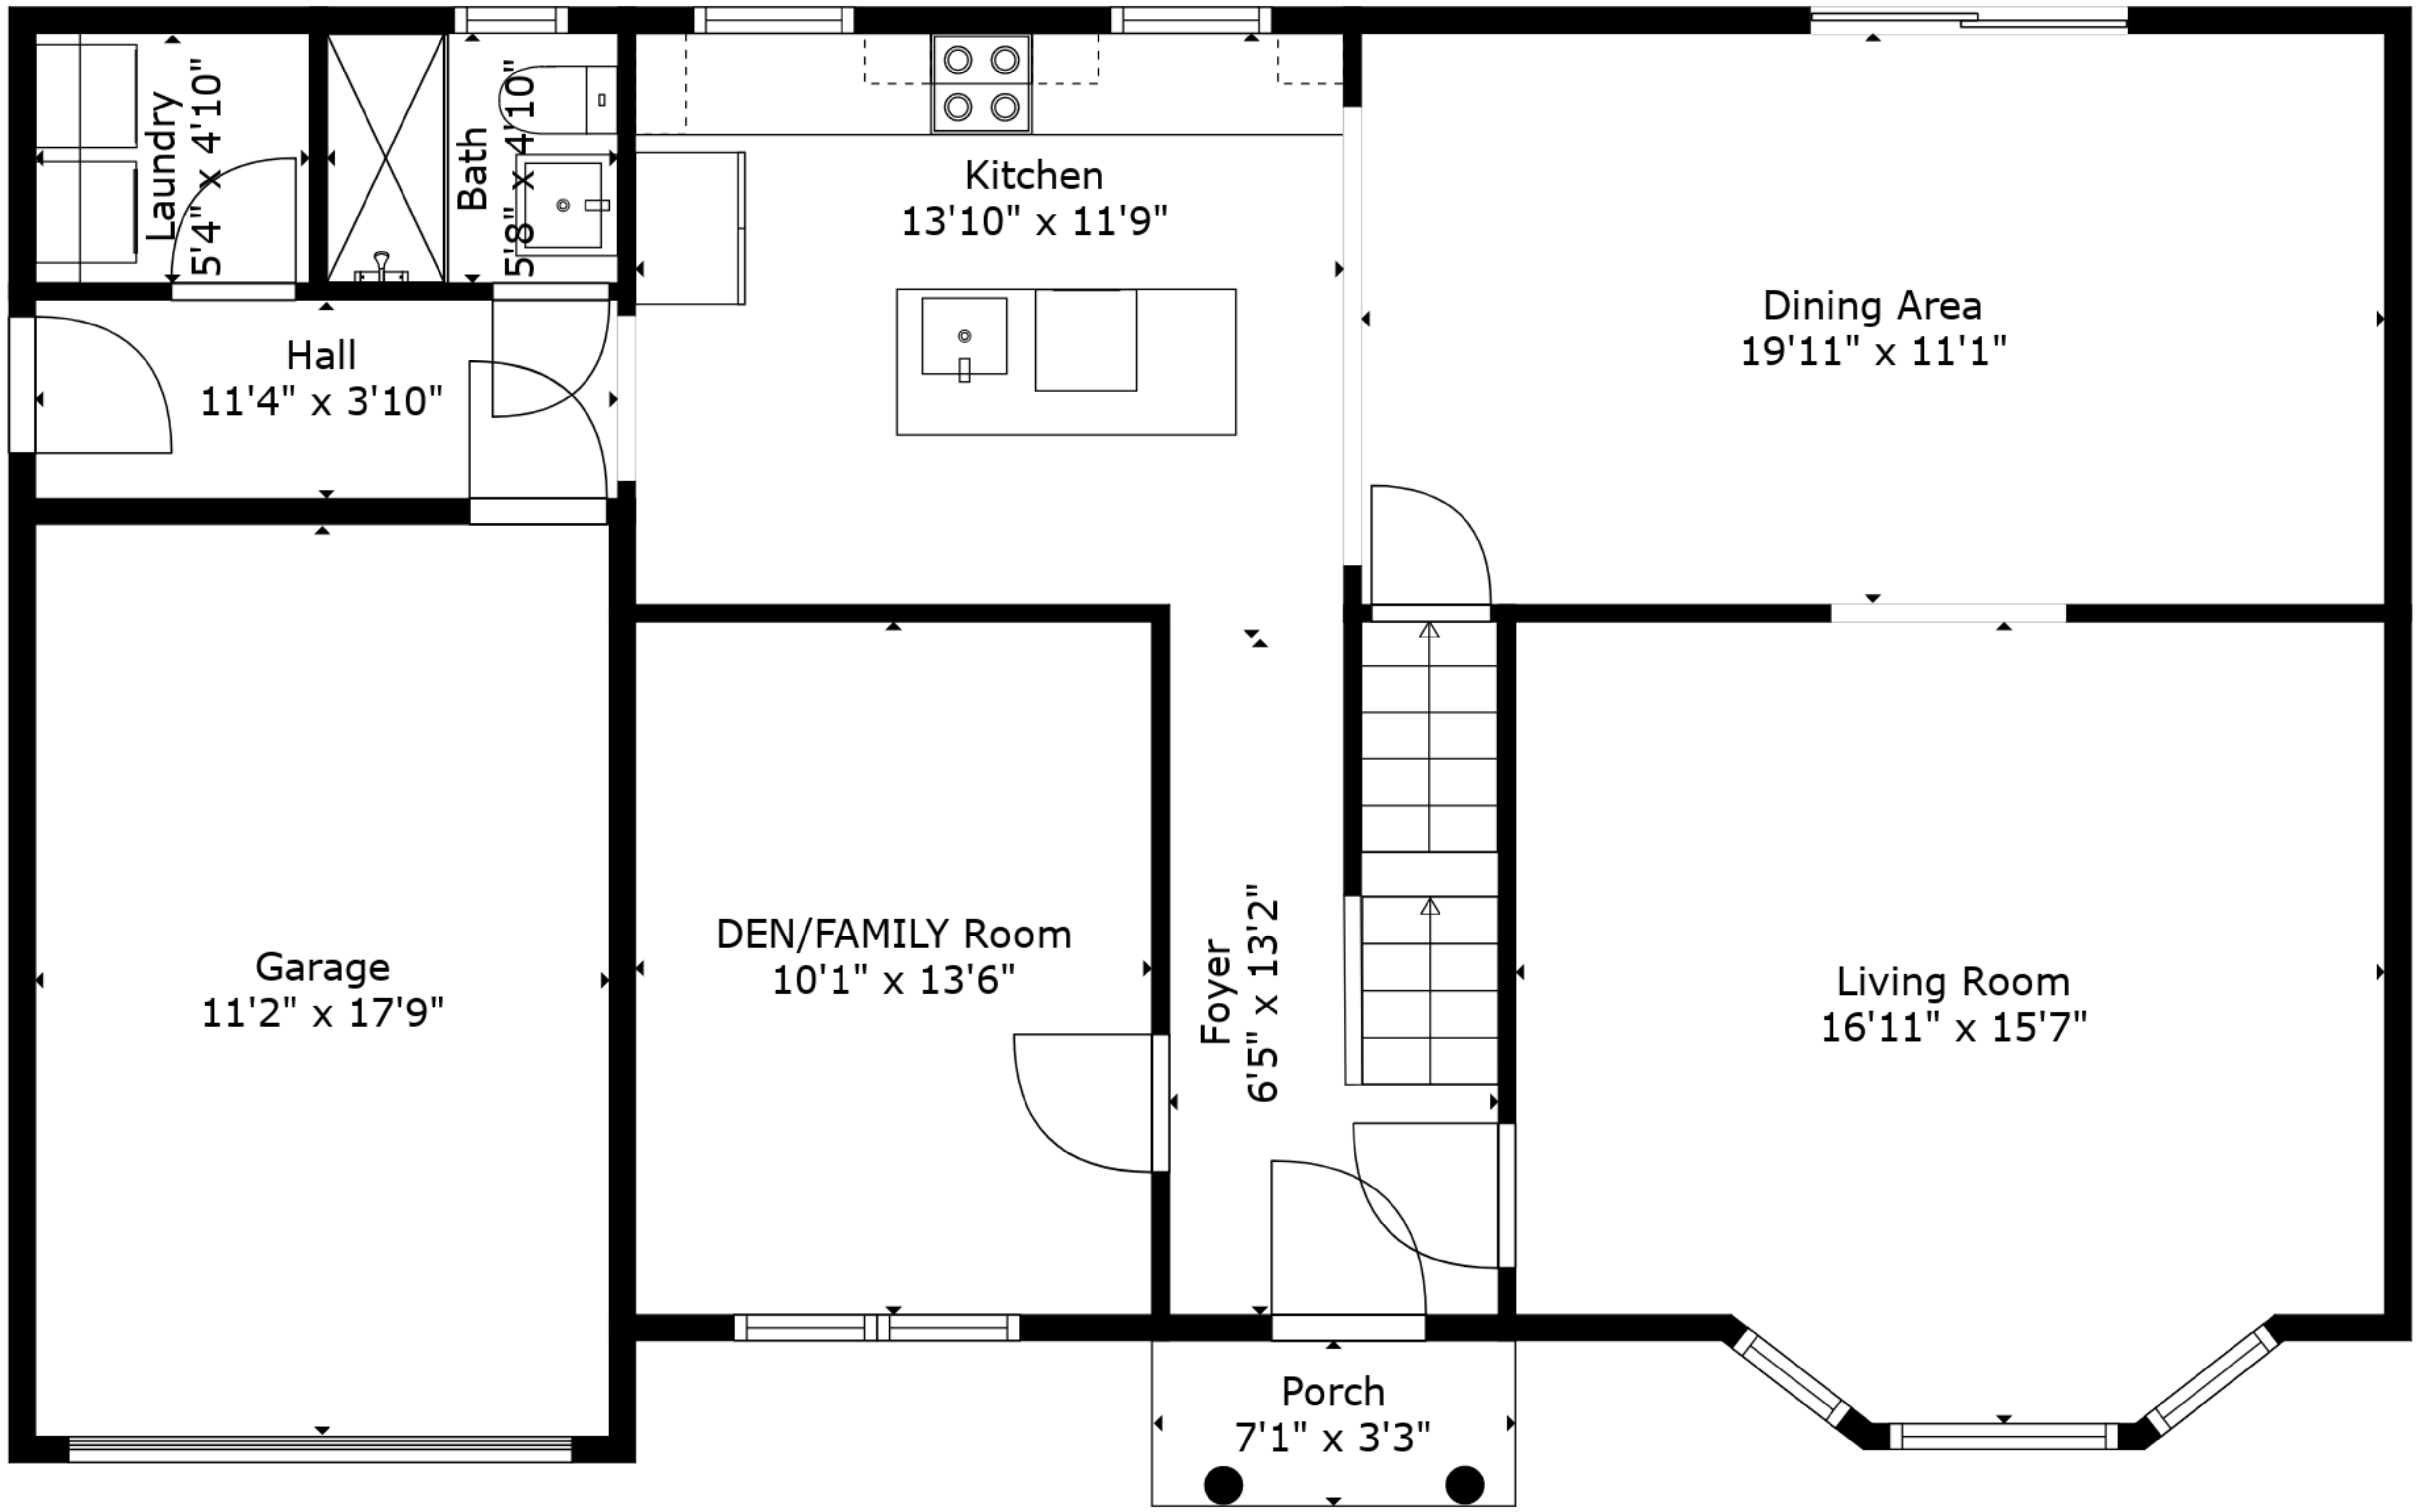 Laundry
5'4" x 4'10"
Bath
5'8" x 4'10"
Kitchen
13'10" x 11'9"
Dining Area
19'11" x 11'1"
Hall
11'4" x 3'10"
Garage
11'2" x 17'9"
DEN/FAMILY Room
10'1" x 13'6"
Foyer
6'5" x 13'2"
Living Room
16'11" x 15'7"
Porch
7'1" x 3'3"